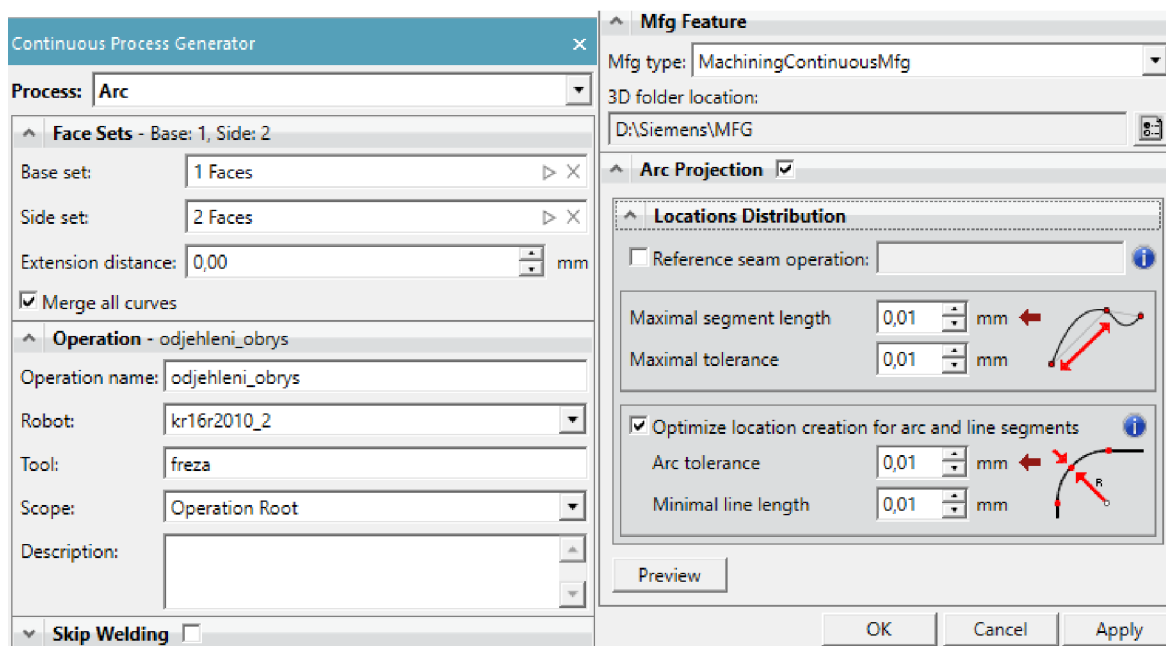 Continuous Process Generator
Process: Arc
Face Sets - Base: 1, Side: 2
Base set: 1 Faces
Side set: 2 Faces
Extension distance: 0,00 mm
Merge all curves
Operation - odjehleni_obrys
Operation name: odjehleni_obrys
Robot: kr16r2010_2
Tool: freza
Scope: Operation Root
Description:
Skip Welding
Mfg Feature
Mfg type: MachiningContinuousMfg
3D folder location:
D:\Siemens\MFG
Arc Projection
Locations Distribution
Reference seam operation:
Maximal segment length 0,01 mm
Maximal tolerance 0,01 mm
Optimize location creation for arc and line segments
Arc tolerance 0,01 mm
R
Minimal line length 0,01 mm
Preview
OK Cancel Apply